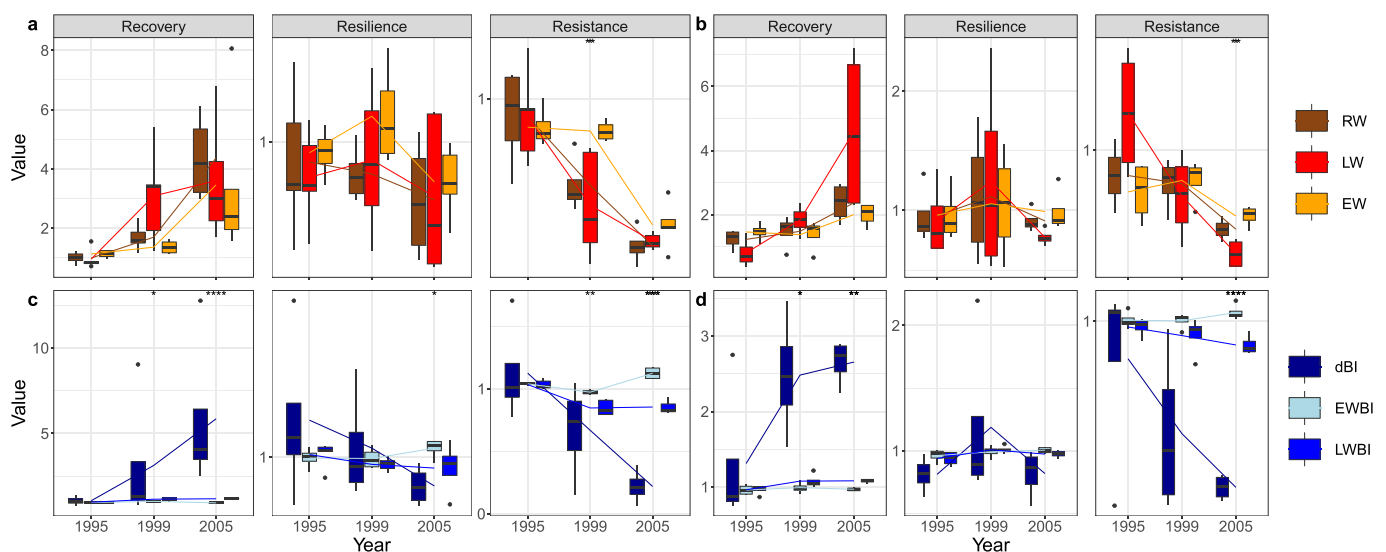 a Recovery Resilience Resistance b Recovery Resilience Resistance
** **
8
6
4
2
1
1
6
4
2
2
1
1
Value
RW
LW
EW
c d
* **** * ** **** * ** ****
10
5
1
1
0
3
2
1
2
1
1
Value
dBI
EWBI
LWBI
1995 1999 2005 1995 1999 2005 1995 1999 2005 1995 1999 2005 1995 1999 2005 1995 1999 2005
Year Year